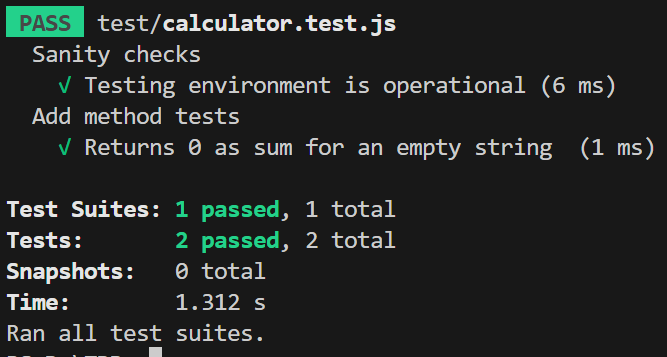 PASS test/calculator.test.js
Sanity checks
√ Testing environment is operational (6 ms)
Add method tests
√ Returns 0 as sum for an empty string (1 ms)
Test Suites: 1 passed, 1 total
Tests: 2 passed, 2 total
Snapshots: 0 total
Time: 1.312 s
Ran all test suites.